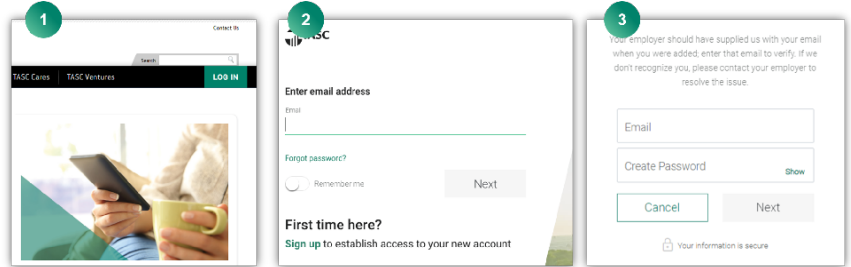 1
Contact Us
Search
TASC Cares
TASC Ventures
LOG IN
2
TASC
Enter email address
Email
Forgot password?
Remember me
Next
First time here?
Sign up to establish access to your new account
3
Your employer should have supplied us with your email
when you were added; enter that email to verify. If we
don't recognize you, please contact your employer to
resolve the issue.
Email
Create Password
Show
Cancel
Next
Your information is secure